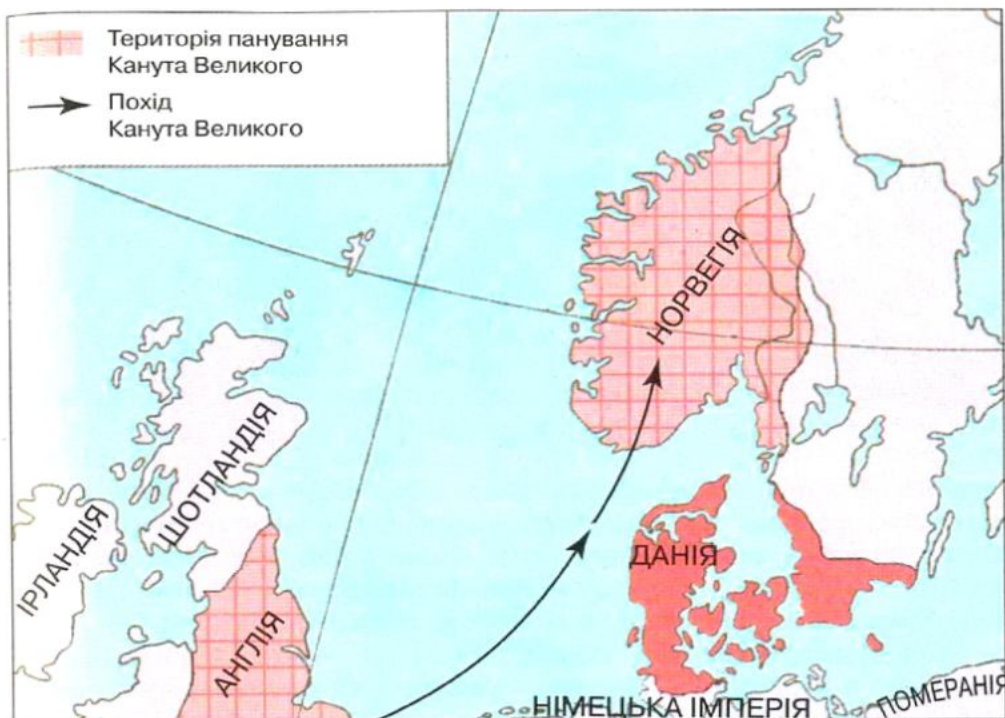 Територія панування
Канута Великого
Похід
Канута Великого
НОРВЕГІЯ
ШОТЛАНДІЯ
ІРЛАНДІЯ
ДАНІЯ
АНГЛІЯ
НІМЕЦЬКА ІМПЕРІЯ
ПОМЕРАНІЯ